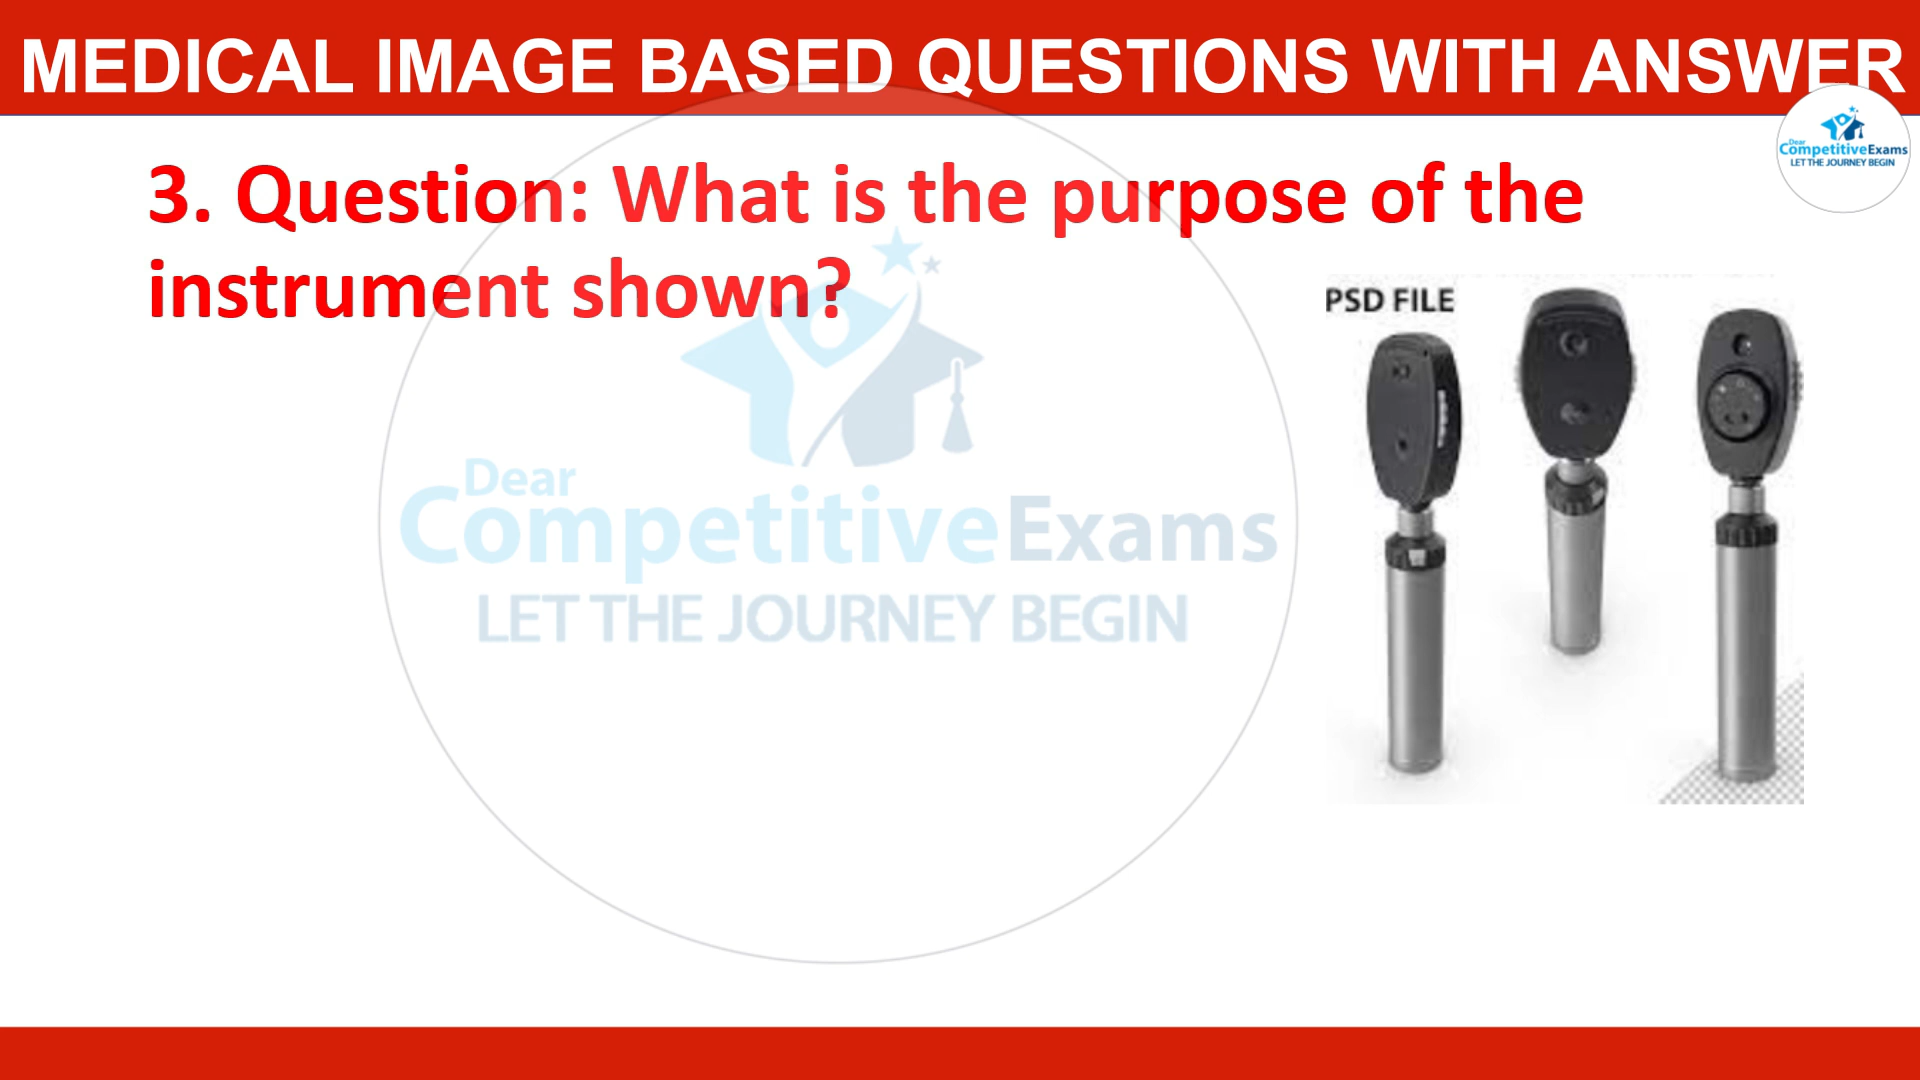 MEDICAL IMAGE BASED QUESTIONS WITH ANSWER
Dear
CompetitiveExams
LET THE JOURNEY BEGIN
3. Question: What is the purpose of the
instrument shown?
PSD FILE
Dear
CompetitiveExams
LET THE JOURNEY BEGIN